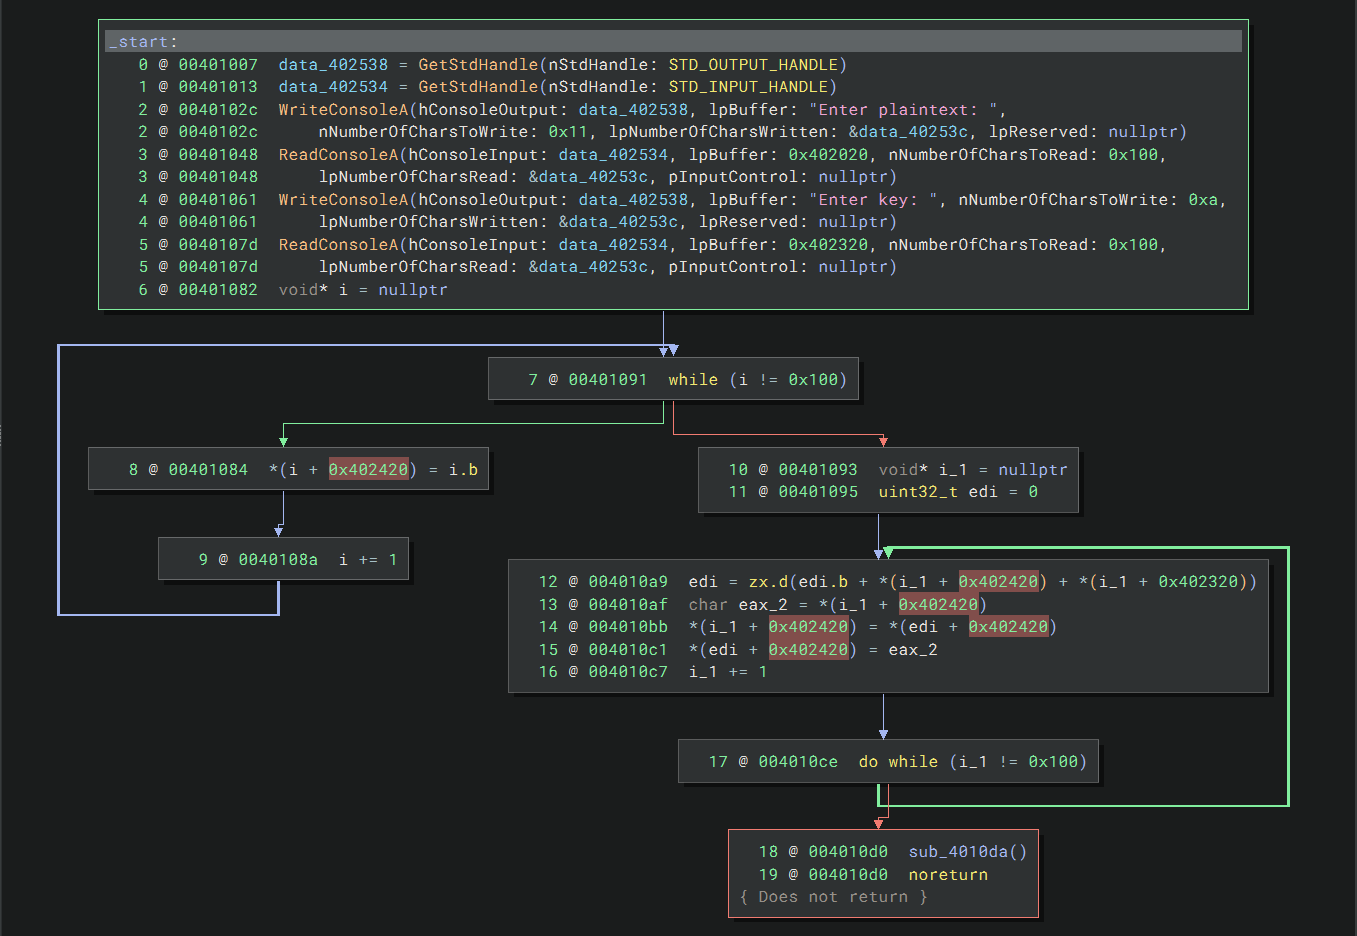 _start:
0 @ 00401007  data_402538 = GetStdHandle(nStdHandle: STD_OUTPUT_HANDLE)
1 @ 00401013  data_402534 = GetStdHandle(nStdHandle: STD_INPUT_HANDLE)
2 @ 0040102c  WriteConsoleA(hConsoleOutput: data_402538, lpBuffer: "Enter plaintext: ",
2 @ 0040102c      nNumberOfCharsToWrite: 0x11, lpNumberOfCharsWritten: &data_40253c, lpReserved: nullptr)
3 @ 00401048  ReadConsoleA(hConsoleInput: data_402534, lpBuffer: 0x402020, nNumberOfCharsToRead: 0x100,
3 @ 00401048      lpNumberOfCharsRead: &data_40253c, pInputControl: nullptr)
4 @ 00401061  WriteConsoleA(hConsoleOutput: data_402538, lpBuffer: "Enter key: ", nNumberOfCharsToWrite: 0xa,
4 @ 00401061      lpNumberOfCharsWritten: &data_40253c, lpReserved: nullptr)
5 @ 0040107d  ReadConsoleA(hConsoleInput: data_402534, lpBuffer: 0x402320, nNumberOfCharsToRead: 0x100,
5 @ 0040107d      lpNumberOfCharsRead: &data_40253c, pInputControl: nullptr)
6 @ 00401082  void* i = nullptr
7 @ 00401091  while (i != 0x100)
8 @ 00401084  *(i + 0x402420) = i.b
9 @ 0040108a  i += 1
10 @ 00401093  void* i_1 = nullptr
11 @ 00401095  uint32_t edi = 0
12 @ 004010a9  edi = zx.d(edi.b + *(i_1 + 0x402420) + *(i_1 + 0x402320))
13 @ 004010af  char eax_2 = *(i_1 + 0x402420)
14 @ 004010bb  *(i_1 + 0x402420) = *(edi + 0x402420)
15 @ 004010c1  *(edi + 0x402420) = eax_2
16 @ 004010c7  i_1 += 1
17 @ 004010ce  do while (i_1 != 0x100)
18 @ 004010d0  sub_4010da()
19 @ 004010d0  noreturn
{ Does not return }